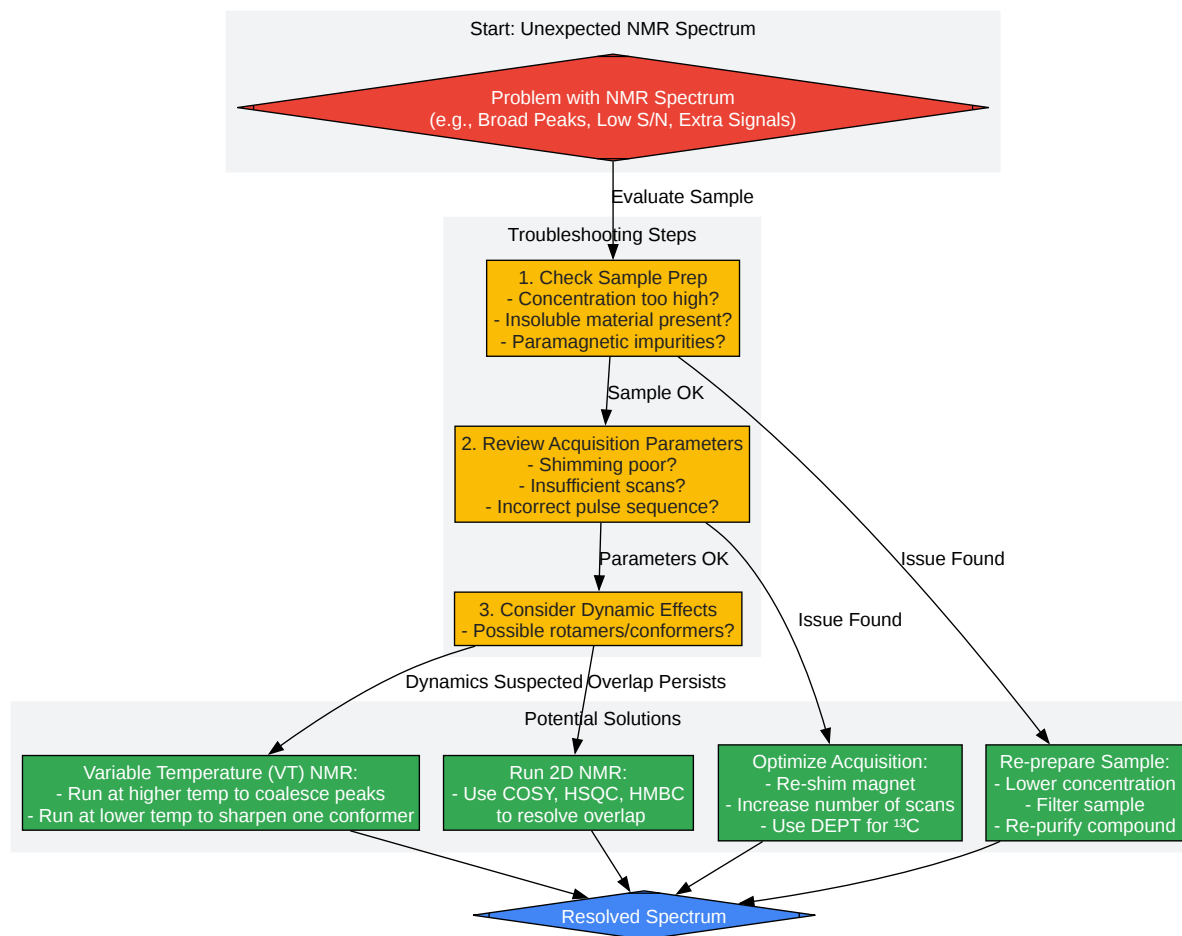 Start: Unexpected NMR Spectrum
Problem with NMR Spectrum
(e.g., Broad Peaks, Low S/N, Extra Signals)
Evaluate Sample
Troubleshooting Steps
1. Check Sample Prep
- Concentration too high?
- Insoluble material present?
- Paramagnetic impurities?
Sample OK
2. Review Acquisition Parameters
- Shimming poor?
- Insufficient scans?
- Incorrect pulse sequence?
Parameters OK
Issue Found
3. Consider Dynamic Effects
- Possible rotamers/conformers?
Issue Found
Dynamics Suspected
Overlap Persists
Potential Solutions
Variable Temperature (VT) NMR:
- Run at higher temp to coalesce peaks
- Run at lower temp to sharpen one conformer
Run 2D NMR:
- Use COSY, HSQC, HMBC
to resolve overlap
Optimize Acquisition:
- Re-shim magnet
- Increase number of scans
- Use DEPT for ¹³C
Re-prepare Sample:
- Lower concentration
- Filter sample
- Re-purify compound
Resolved Spectrum